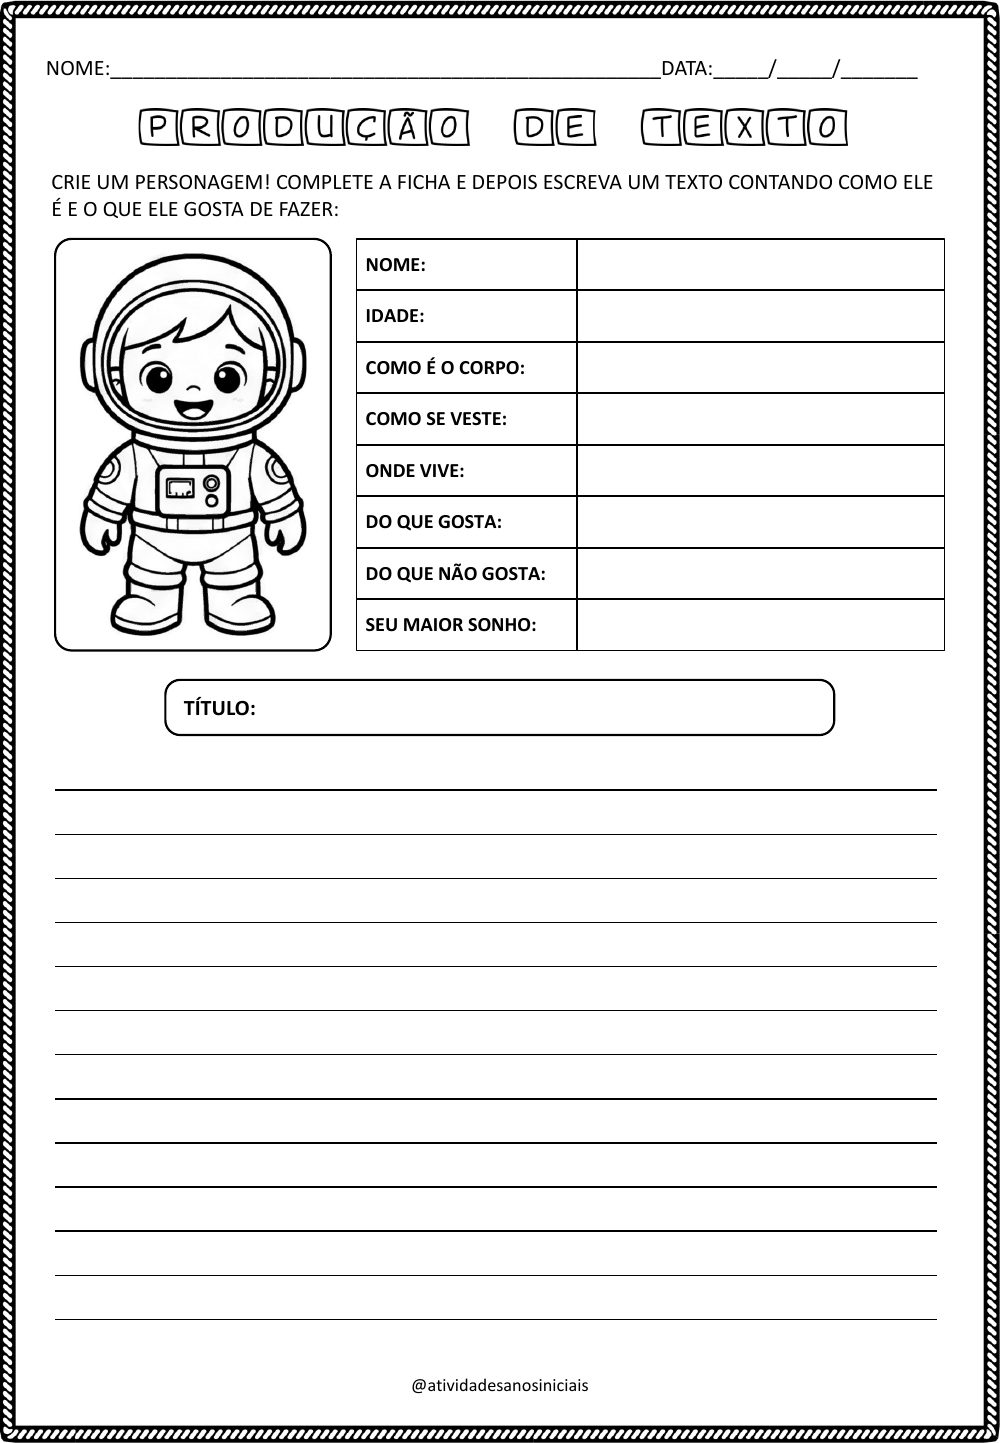 NOME:__________________________________________________DATA:_____/_____/_______
PRODUÇÃO DE TEXTO
CRIE UM PERSONAGEM! COMPLETE A FICHA E DEPOIS ESCREVA UM TEXTO CONTANDO COMO ELE
É E O QUE ELE GOSTA DE FAZER:
NOME:
IDADE:
COMO É O CORPO:
COMO SE VESTE:
ONDE VIVE:
DO QUE GOSTA:
DO QUE NÃO GOSTA:
SEU MAIOR SONHO:
TÍTULO:
@atividadesanosiniciais